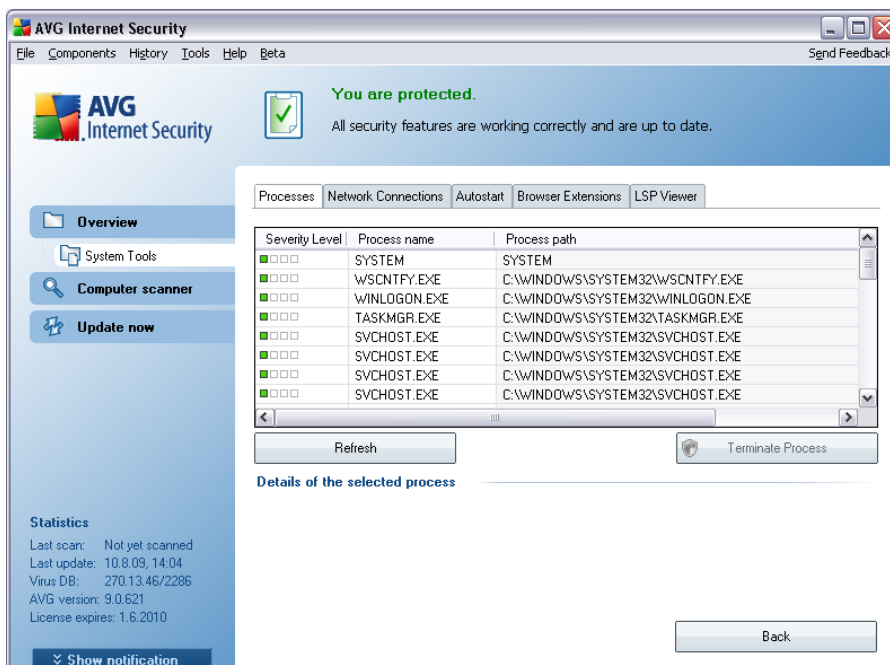 AVG Internet Security
File Components History Tools Help Beta
Send Feedback
AVG
Internet Security
You are protected.
All security features are working correctly and are up to date.
Overview
System Tools
Computer scanner
Update now
Processes Network Connections Autostart Browser Extensions LSP Viewer
Severity Level Process name Process path
SYSTEM SYSTEM
WSCNTFY.EXE C:\WINDOWS\SYSTEM32\WSCNTFY.EXE
WINLOGON.EXE C:\WINDOWS\SYSTEM32\WINLOGON.EXE
TASKMGR.EXE C:\WINDOWS\SYSTEM32\TASKMGR.EXE
SVCHOST.EXE C:\WINDOWS\SYSTEM32\SVCHOST.EXE
SVCHOST.EXE C:\WINDOWS\SYSTEM32\SVCHOST.EXE
SVCHOST.EXE C:\WINDOWS\SYSTEM32\SVCHOST.EXE
SVCHOST.EXE C:\WINDOWS\SYSTEM32\SVCHOST.EXE
Refresh
Terminate Process
Details of the selected process
Statistics
Last scan: Not yet scanned
Last update: 10.8.09, 14:04
Virus DB: 270.13.46/2286
AVG version: 9.0.621
License expires: 1.6.2010
Show notification
Back